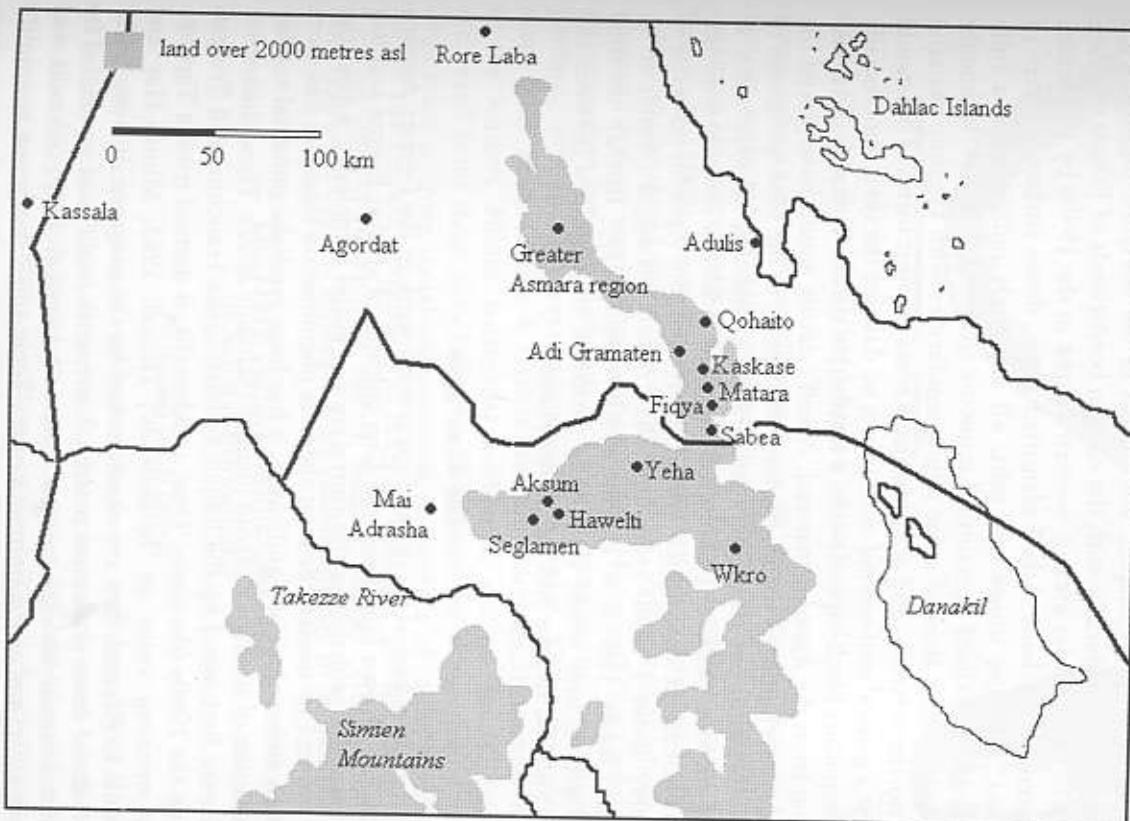 land over 2000 metres asl
Rore Laba
Dahlac Islands
0 50 100 km
Kassala
Agordat
Greater
Asmara region
Adulis
Qohaito
Adi Gramaten
Kaskase
Matara
Fiqya
Sabea
Yeha
Aksum
Mai
Adrasha
Hawelti
Seglamen
Wkro
Takezze River
Danakil
Simien
Mountains